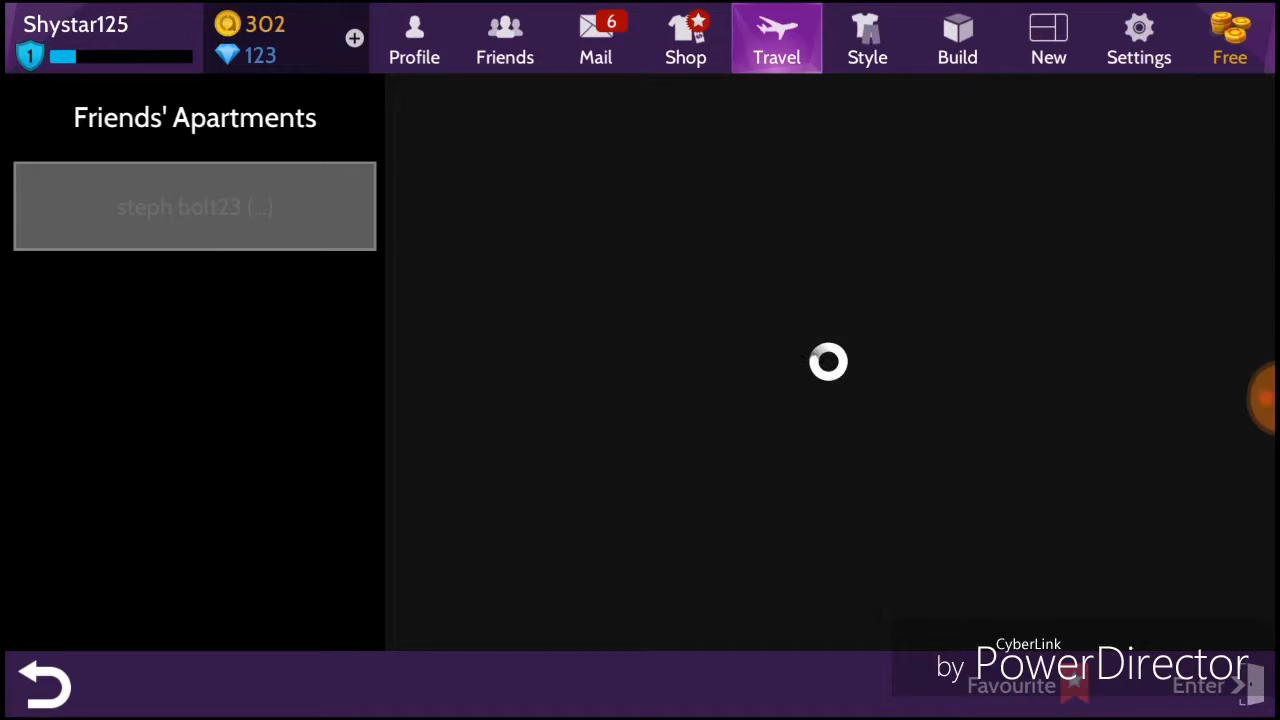 Shystar125
1
302
123
Profile
Friends
6
Mail
Shop
Travel
Style
Build
New
Settings
Free
Friends' Apartments
steph bolt23 (...)
CyberLink
by PowerDirector
Favourite
Enter